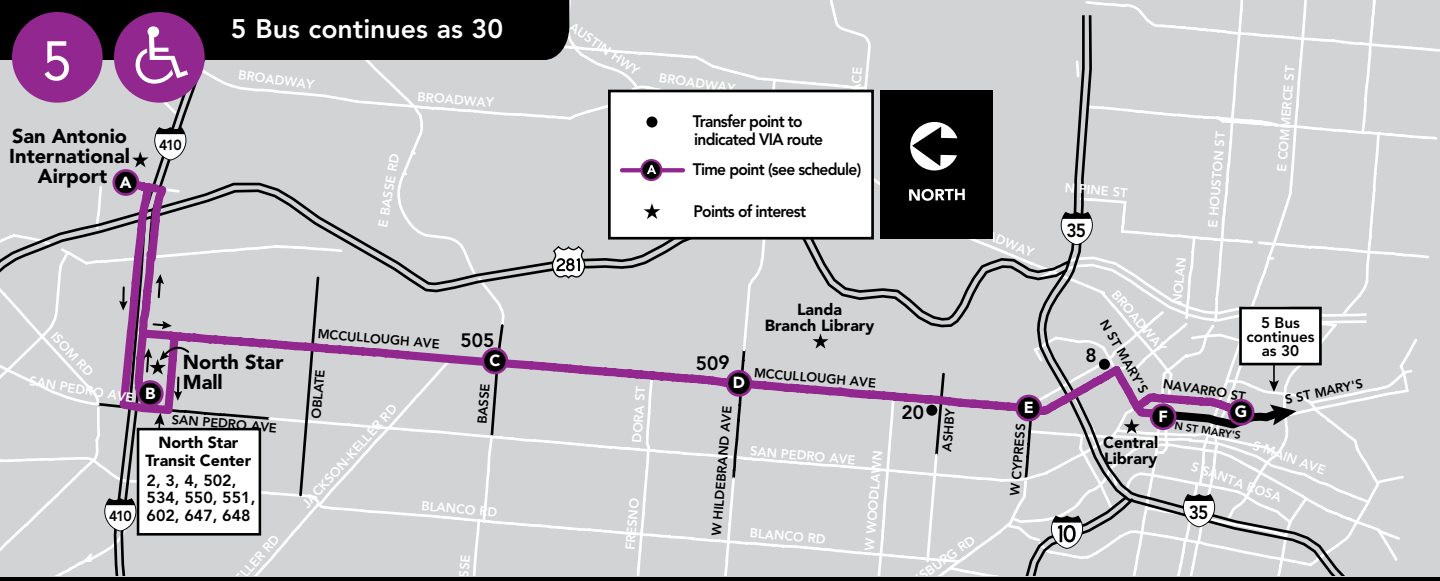 5
5 Bus continues as 30
San Antonio
International
Airport
A
410
BROADWAY
BROADWAY
AUSTIN HWY
BROADWAY
E BASSE RD
Transfer point to
indicated VIA route
A
Time point (see schedule)
Points of interest
NORTH
N PINE ST
E HOUSTON ST
E COMMERCE ST
35
281
NOLAN
BROADWAY
ISOM RD
SAN PEDRO AVE
North Star
Mall
B
MCCULLOUGH AVE
505
C
509
D
Landa
Branch Library
MCCULLOUGH AVE
8
N ST MARY'S
5 Bus
continues
as 30
S ST MARY'S
NAVARRO ST
G
F
N ST MARY'S
E
20
ASHBY
W CYPRESS
Central
Library
S MAIN AVE
S SANTA ROSA
OBLATE
BASSE
DORA ST
W HILDEBRAND AVE
SAN PEDRO AVE
SAN PEDRO AVE
JACKSON-KELLER RD
BLANCO RD
FRESNO
BLANCO RD
W WOODLAWN
North Star
Transit Center
2, 3, 4, 502,
534, 550, 551,
602, 647, 648
410
10
35